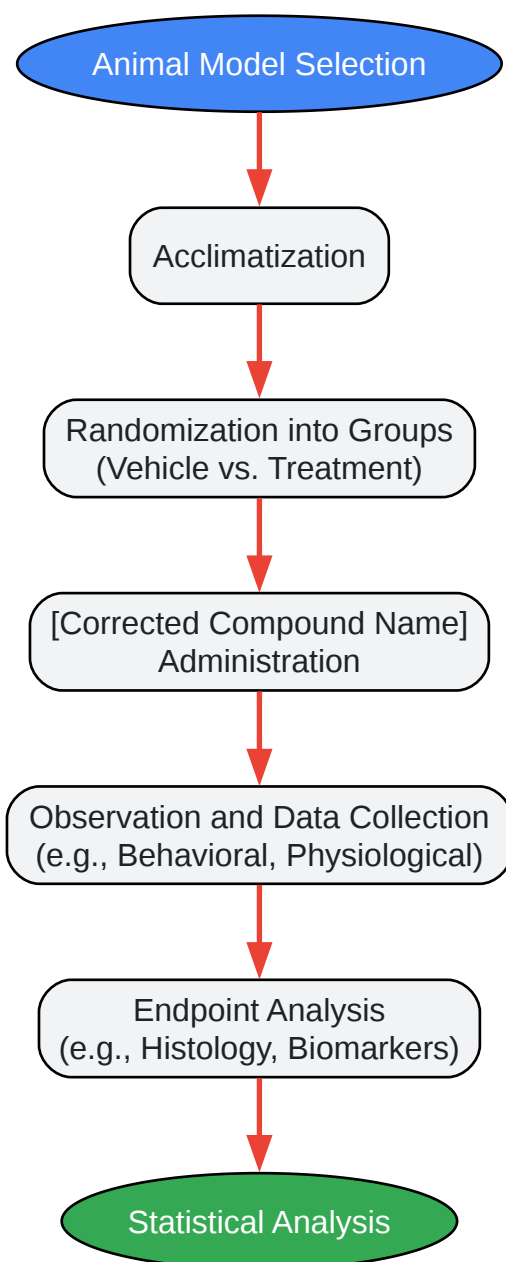 Animal Model Selection
Acclimatization
Randomization into Groups
(Vehicle vs. Treatment)
[Corrected Compound Name]
Administration
Observation and Data Collection
(e.g., Behavioral, Physiological)
Endpoint Analysis
(e.g., Histology, Biomarkers)
Statistical Analysis